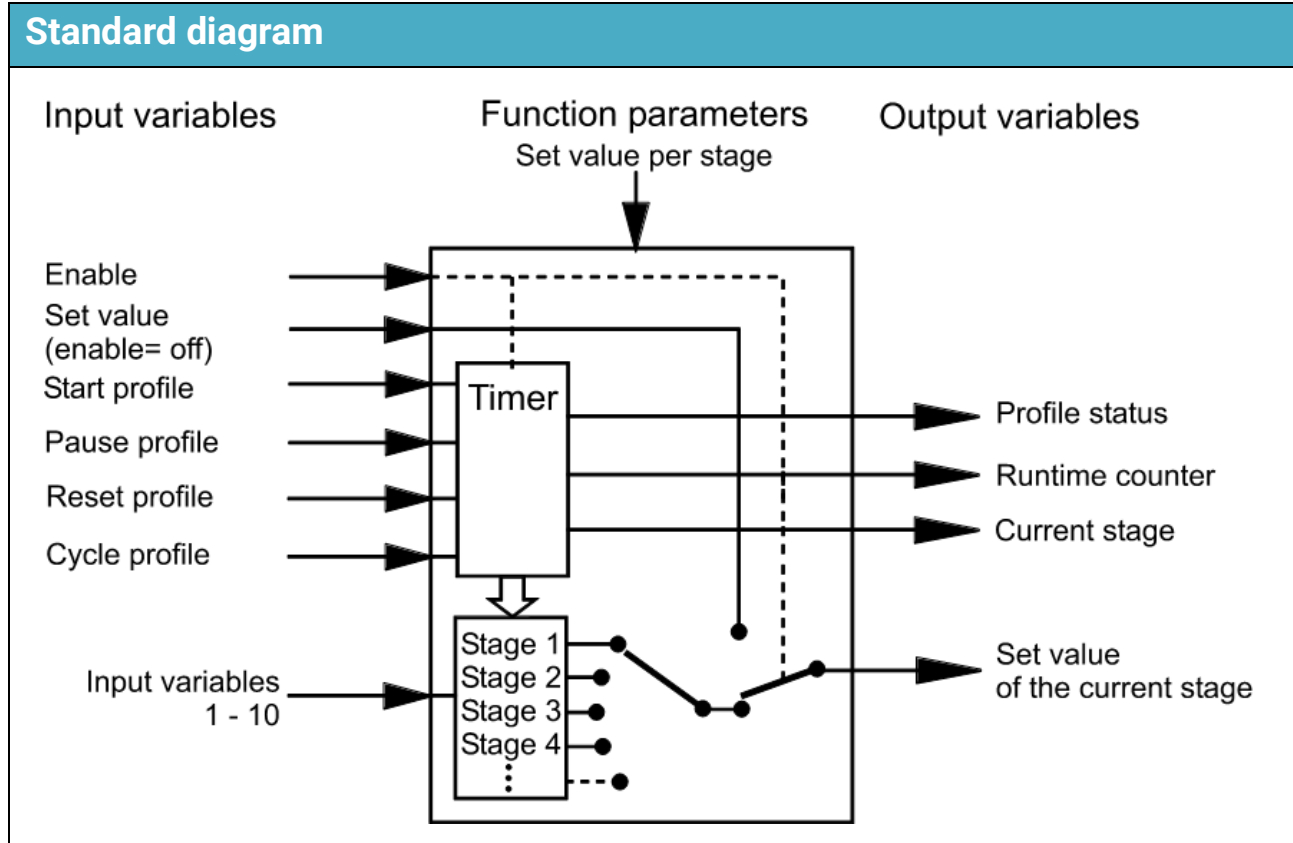 Standard diagram
Input variables
Function parameters
Output variables
Set value per stage
Enable
Set value
(enable= off)
Start profile
Pause profile
Reset profile
Cycle profile
Timer
Profile status
Runtime counter
Current stage
Input variables
1 - 10
Stage 1
Stage 2
Stage 3
Stage 4
Set value
of the current stage